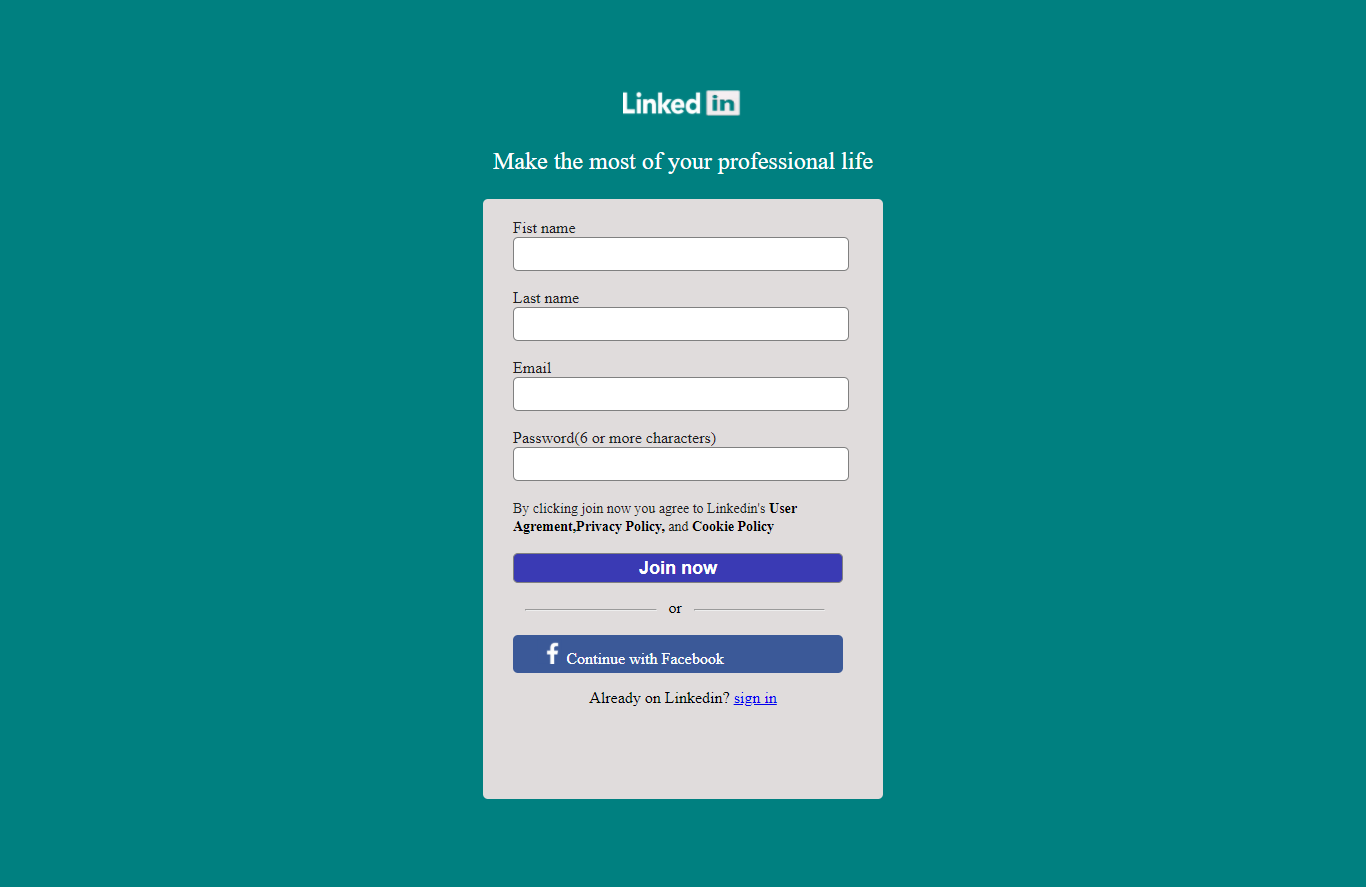 Linked in
Make the most of your professional life
Fist name
Last name
Email
Password(6 or more characters)
By clicking join now you agree to Linkedin's User
Agrement,Privacy Policy, and Cookie Policy
Join now
or
f Continue with Facebook
Already on Linkedin? sign in